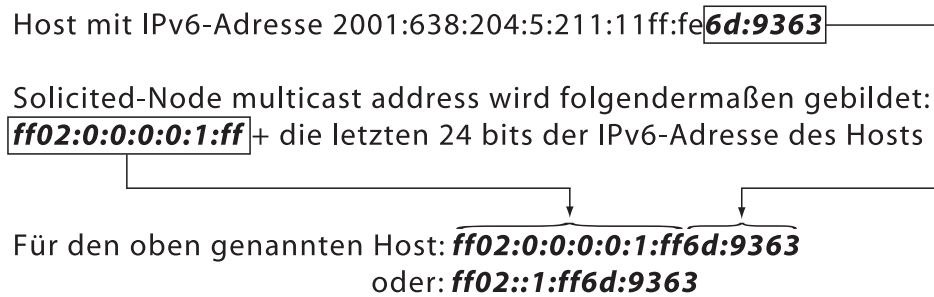 Host mit IPv6-Adresse 2001:638:204:5:211:11ff:fe6d:9363
Solicited-Node multicast address wird folgendermaßen gebildet:
ff02:0:0:0:0:1:ff + die letzten 24 bits der IPv6-Adresse des Hosts
Für den oben genannten Host: ff02:0:0:0:0:1:ff6d:9363
oder: ff02::1:ff6d:9363